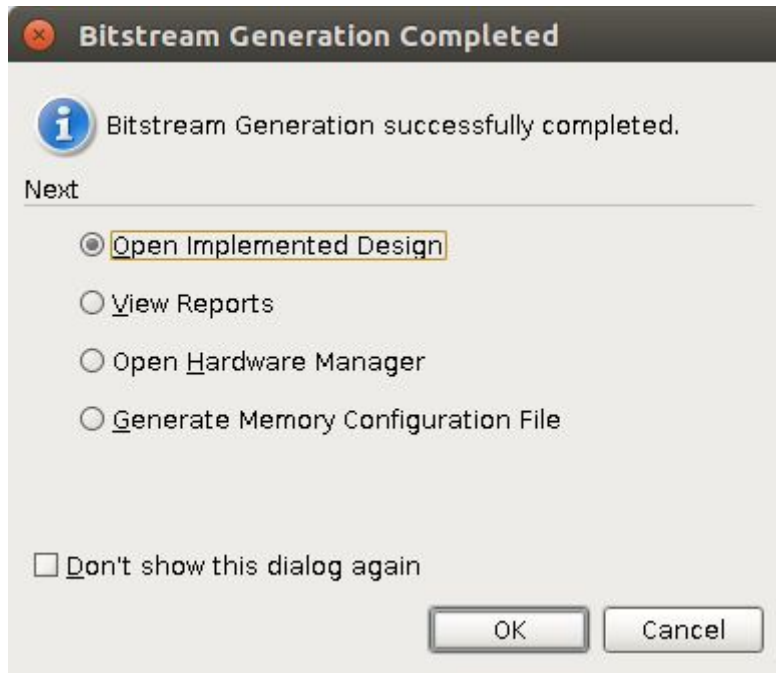 Bitstream Generation Completed
Bitstream Generation successfully completed.
Next
Open Implemented Design
View Reports
Open Hardware Manager
Generate Memory Configuration File
Don't show this dialog again
OK Cancel